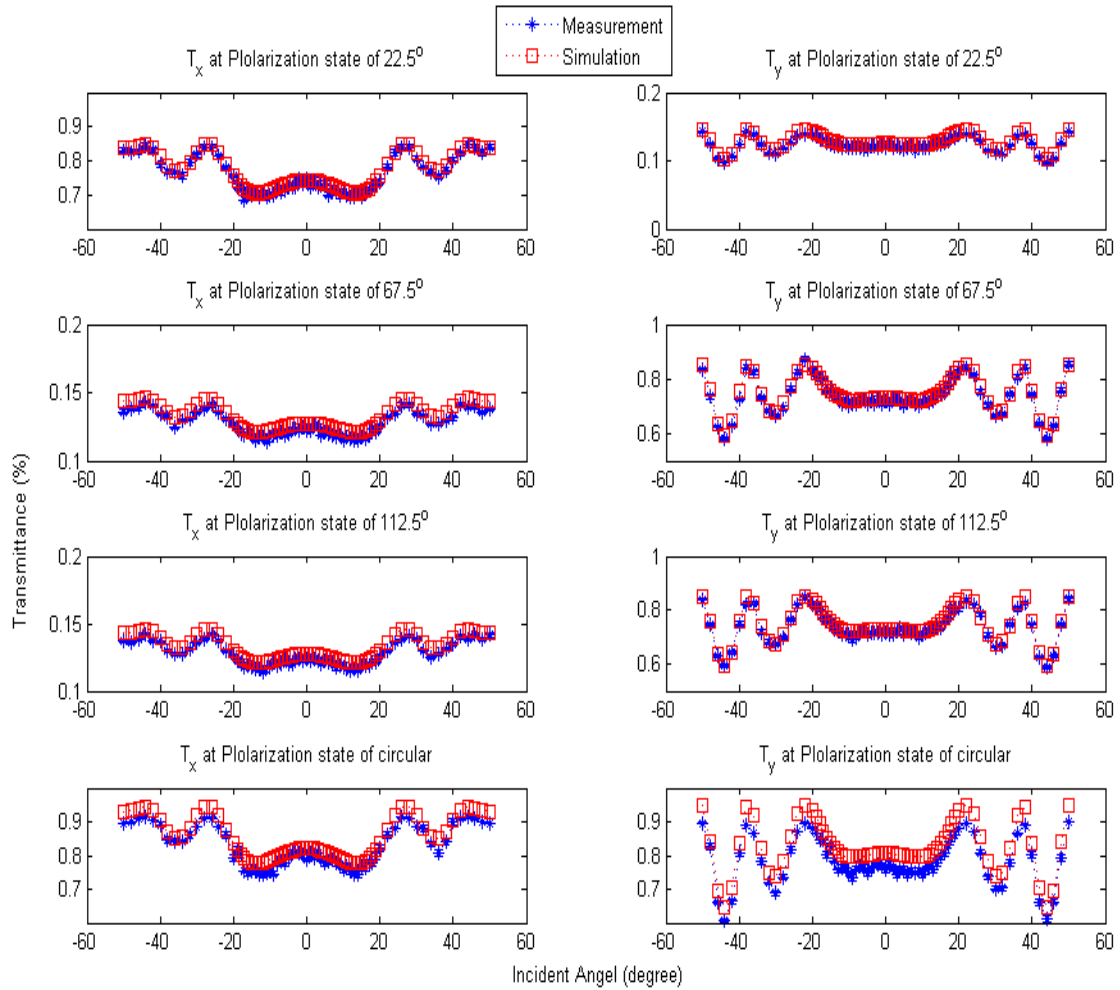 Measurement
Simulation
Tx at Plolarization state of 22.5o
Ty at Plolarization state of 22.5o
0.9
0.8
0.7
-60 -40 -20 0 20 40 60
0.2
0.1
0
-60 -40 -20 0 20 40 60
Tx at Plolarization state of 67.5o
Ty at Plolarization state of 67.5o
0.2
0.15
0.1
-60 -40 -20 0 20 40 60
1
0.8
0.6
-60 -40 -20 0 20 40 60
Transmittance (%)
Tx at Plolarization state of 112.5o
Ty at Plolarization state of 112.5o
0.2
0.15
0.1
-60 -40 -20 0 20 40 60
1
0.8
0.6
-60 -40 -20 0 20 40 60
Tx at Plolarization state of circular
Ty at Plolarization state of circular
0.9
0.8
0.7
-60 -40 -20 0 20 40 60
0.9
0.8
0.7
-60 -40 -20 0 20 40 60
Incident Angel (degree)